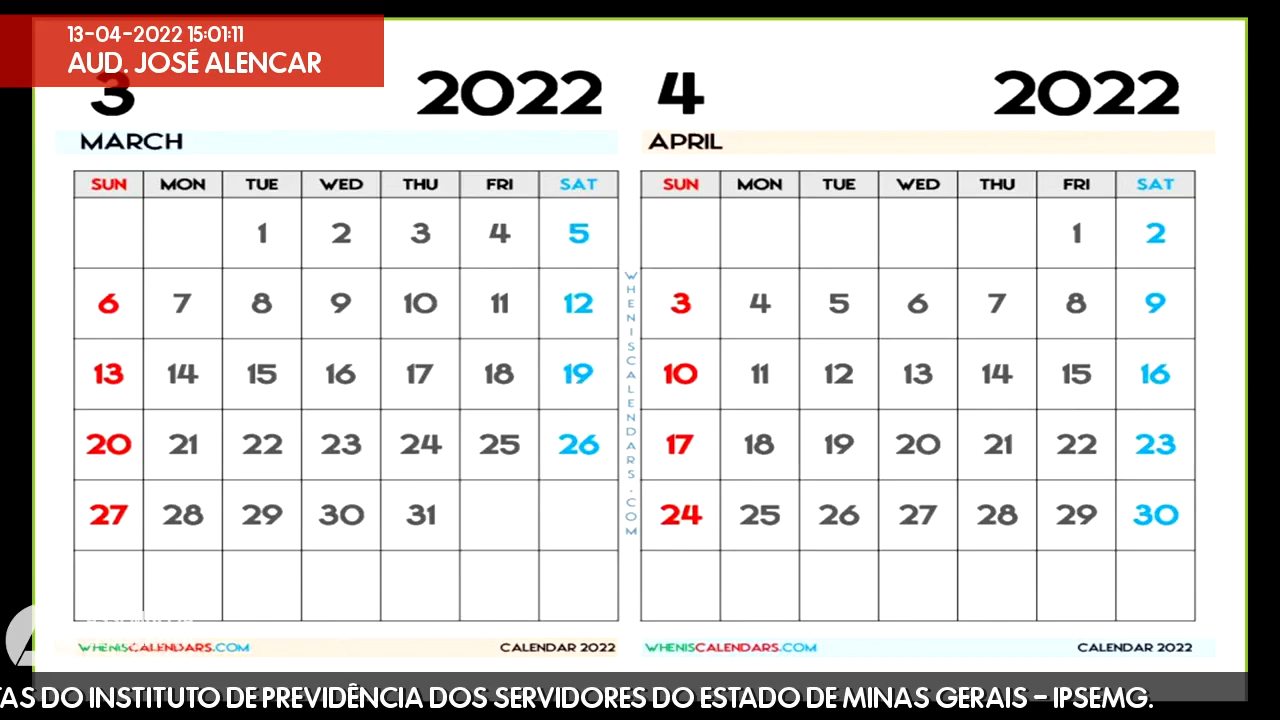 13-04-2022 15:01:11
AUD. JOSÉ ALENCAR
3 2022
MARCH
SUN MON TUE WED THU FRI SAT
1 2 3 4 5
6 7 8 9 10 11 12
13 14 15 16 17 18 19
20 21 22 23 24 25 26
27 28 29 30 31
WHENISCALENDARS.COM CALENDAR 2022
WHENISCALENDARS.COM
4 2022
APRIL
SUN MON TUE WED THU FRI SAT
1 2
3 4 5 6 7 8 9
10 11 12 13 14 15 16
17 18 19 20 21 22 23
24 25 26 27 28 29 30
WHENISCALENDARS.COM CALENDAR 2022
TAS DO INSTITUTO DE PREVIDÊNCIA DOS SERVIDORES DO ESTADO DE MINAS GERAIS – IPSEMG.